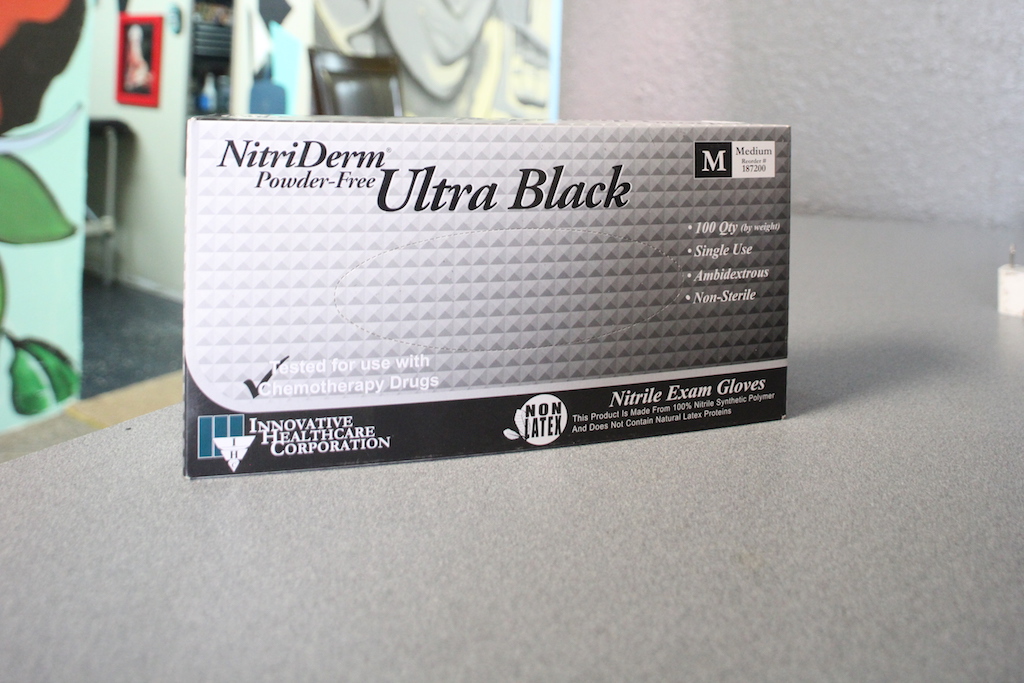 NitriDerm®
Powder-Free
Ultra Black
M
Medium
Reorder #
187200
• 100 Qty (by weight)
• Single Use
• Ambidextrous
• Non-Sterile
Tested for use with
Chemotherapy Drugs
INNOVATIVE
HEALTHCARE
CORPORATION
I
H
NON
LATEX
Nitrile Exam Gloves
This Product Is Made From 100% Nitrile Synthetic Polymer
And Does Not Contain Natural Latex Proteins